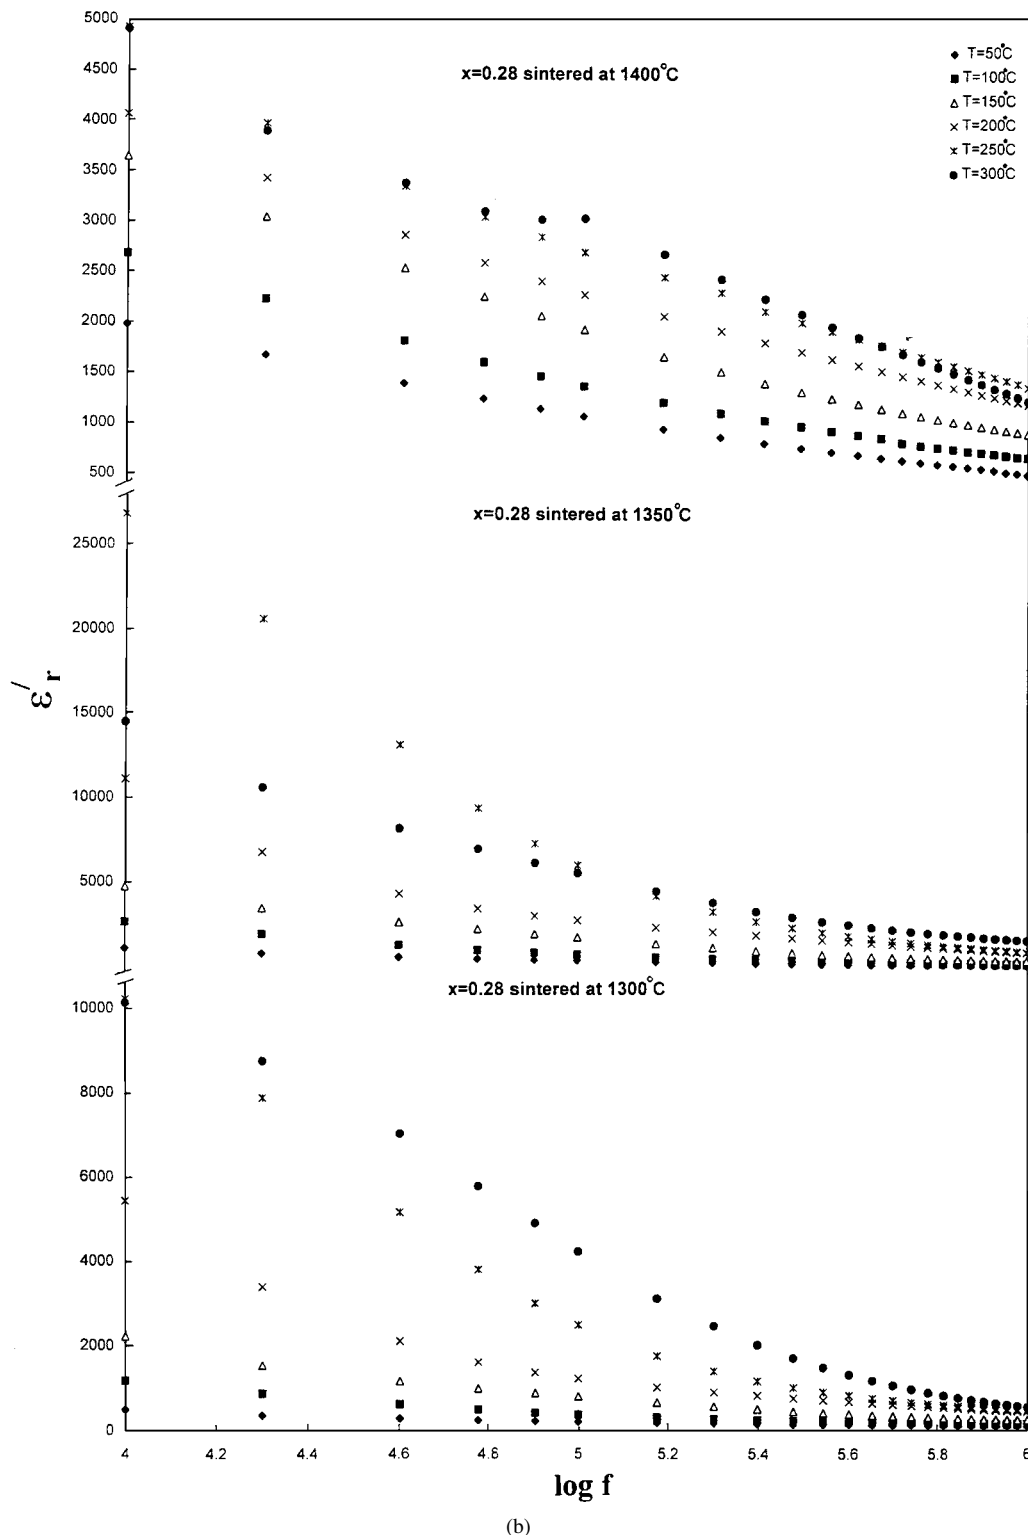 5000
4500
4000
3500
3000
2500
2000
1500
1000
500
x=0.28 sintered at 1400°C
T=50°C
T=100°C
T=150°C
T=200°C
T=250°C
T=300°C
x=0.28 sintered at 1350°C
25000
20000
15000
10000
5000
ε′r
x=0.28 sintered at 1300°C
10000
8000
6000
4000
2000
0
4 4.2 4.4 4.6 4.8 5 5.2 5.4 5.6 5.8 6
log f
(b)